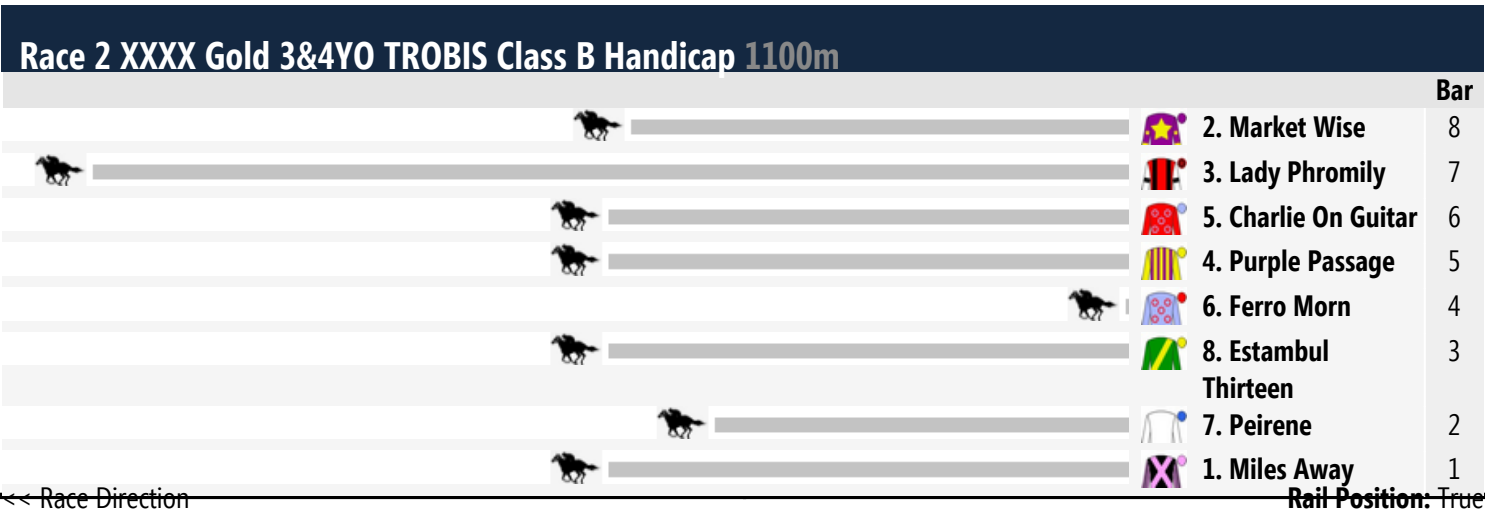 Race 2 XXXX Gold 3&4YO TROBIS Class B Handicap 1100m
Bar
2. Market Wise 8
3. Lady Phromily 7
5. Charlie On Guitar 6
4. Purple Passage 5
6. Ferro Morn 4
8. Estambul 3
Thirteen
7. Peirene 2
1. Miles Away 1
<< Race Direction Rail Position: True